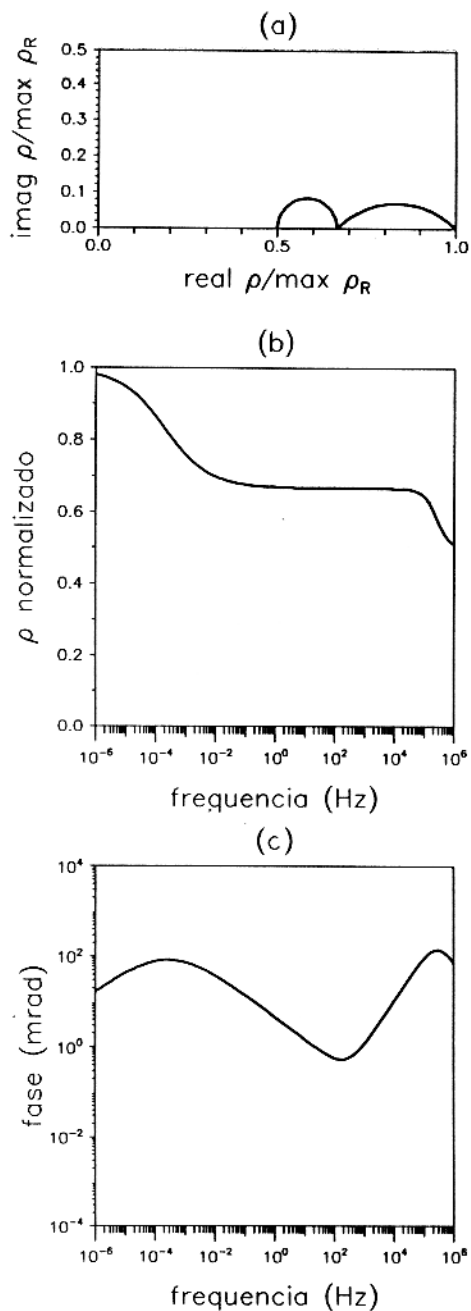 (a)
imag ρ/max ρR
0.5
0.4
0.3
0.2
0.1
0.0
0.0 0.5 1.0
real ρ/max ρR
(b)
ρ normalizado
1.0
0.8
0.6
0.4
0.2
0.0
10⁻⁶ 10⁻⁴ 10⁻² 10⁰ 10² 10⁴ 10⁶
frequencia (Hz)
(c)
fase (mrad)
10⁴
10²
10⁰
10⁻²
10⁻⁴
10⁻⁶ 10⁻⁴ 10⁻² 10⁰ 10² 10⁴ 10⁶
frequencia (Hz)